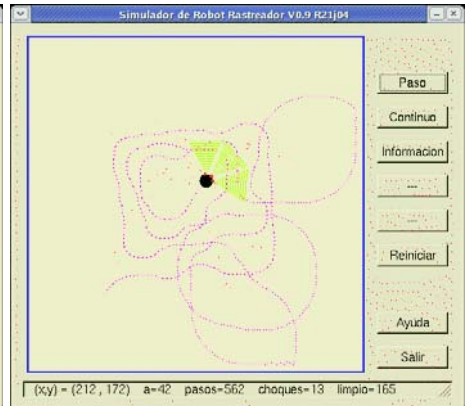 Simulador de Robot Rastreador V0.9 R21j04
Paso
Continuo
Informacion
---
---
Reiniciar
Ayuda
Salir
(x,y) = (212 , 172) a=42 pasos=562 choques=13 limpio=165